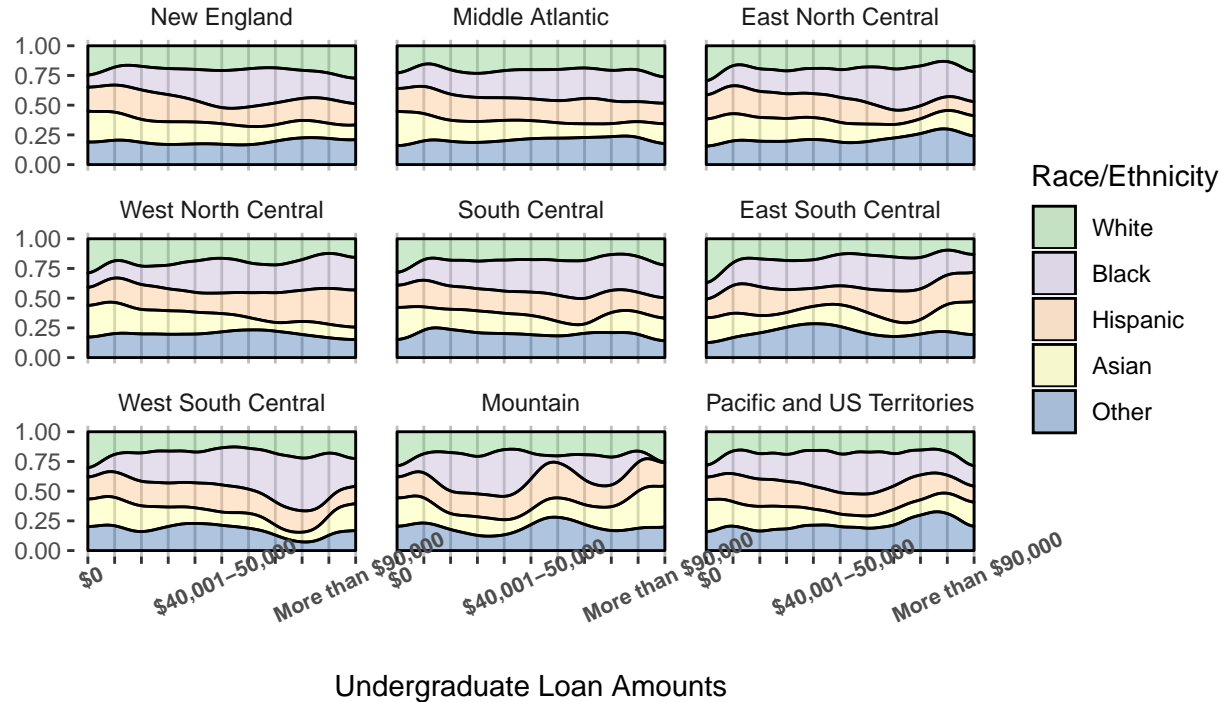 New England Middle Atlantic East North Central
1.00
0.75
0.50
0.25
0.00
West North Central South Central East South Central
1.00
0.75
0.50
0.25
0.00
West South Central Mountain Pacific and US Territories
1.00
0.75
0.50
0.25
0.00
$0 $40,001–50,000 More than $90,000 $0 $40,001–50,000 More than $90,000 $0 $40,001–50,000 More than $90,000
Undergraduate Loan Amounts
Race/Ethnicity
White
Black
Hispanic
Asian
Other